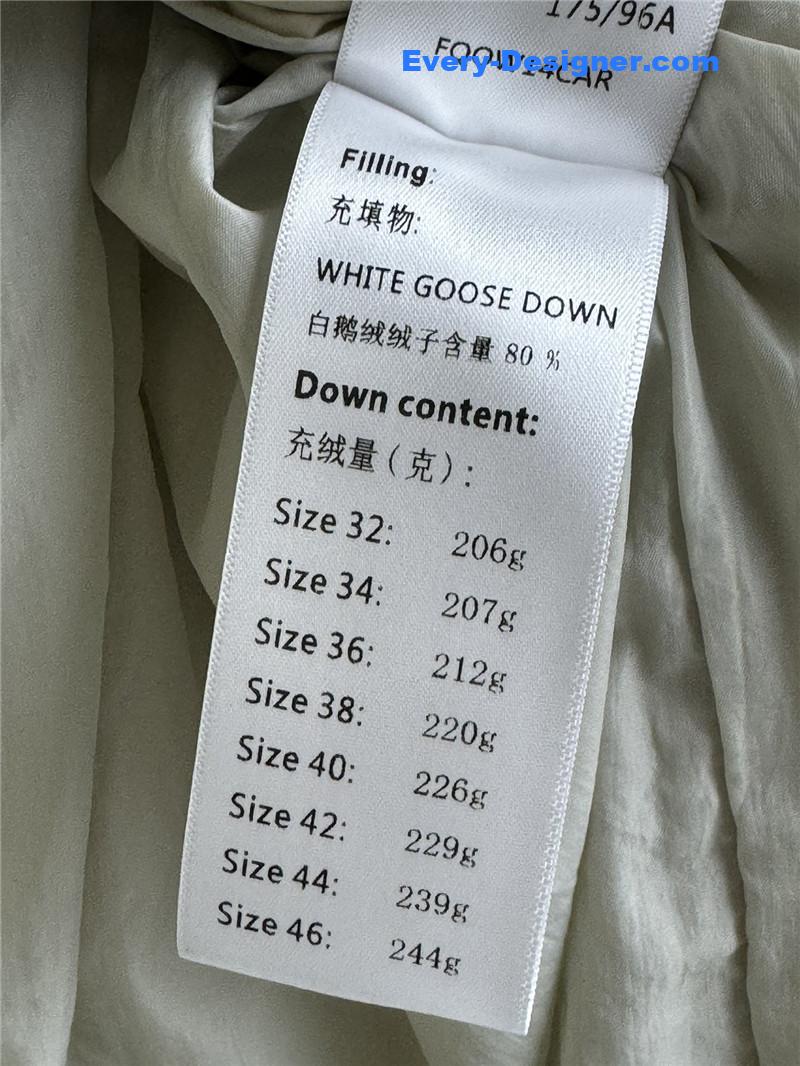 175/96A
Every-Designer.com
Filling:
充填物:
WHITE GOOSE DOWN
白鹅绒绒子含量 80 %
Down content:
充绒量(克):
Size 32: 206g
Size 34: 207g
Size 36: 212g
Size 38: 220g
Size 40: 226g
Size 42: 229g
Size 44: 239g
Size 46: 244g